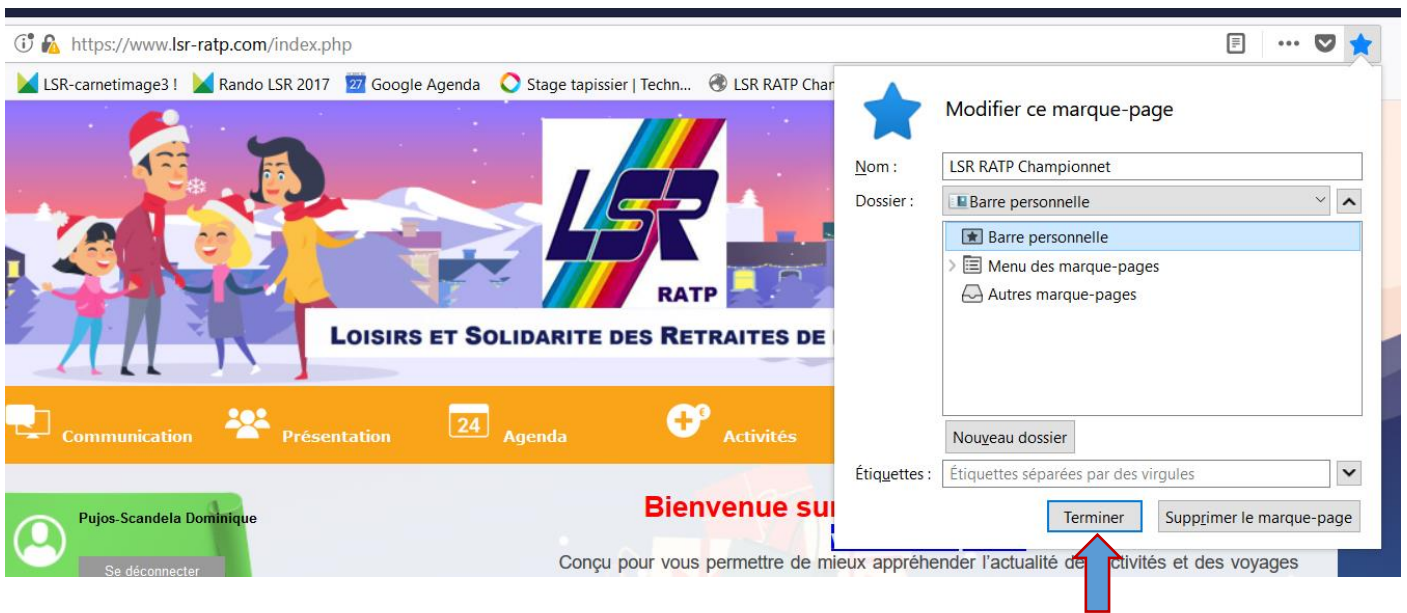 https://www.lsr-ratp.com/index.php
LSR-carnetimage3 ! Rando LSR 2017 27 Google Agenda Stage tapissier | Techn... LSR RATP Cham
LSR
RATP
LOISIRS ET SOLIDARITE DES RETRAITES DE
Communication Présentation 24 Agenda Activités
Pujos-Scandela Dominique
Se déconnecter
Bienvenue sur
Conçu pour vous permettre de mieux appréhender l'actualité des activités et des voyages
Modifier ce marque-page
Nom : LSR RATP Championnet
Dossier : Barre personnelle
Barre personnelle
Menu des marque-pages
Autres marque-pages
Nouveau dossier
Étiquettes : Étiquettes séparées par des virgules
Terminer Supprimer le marque-page